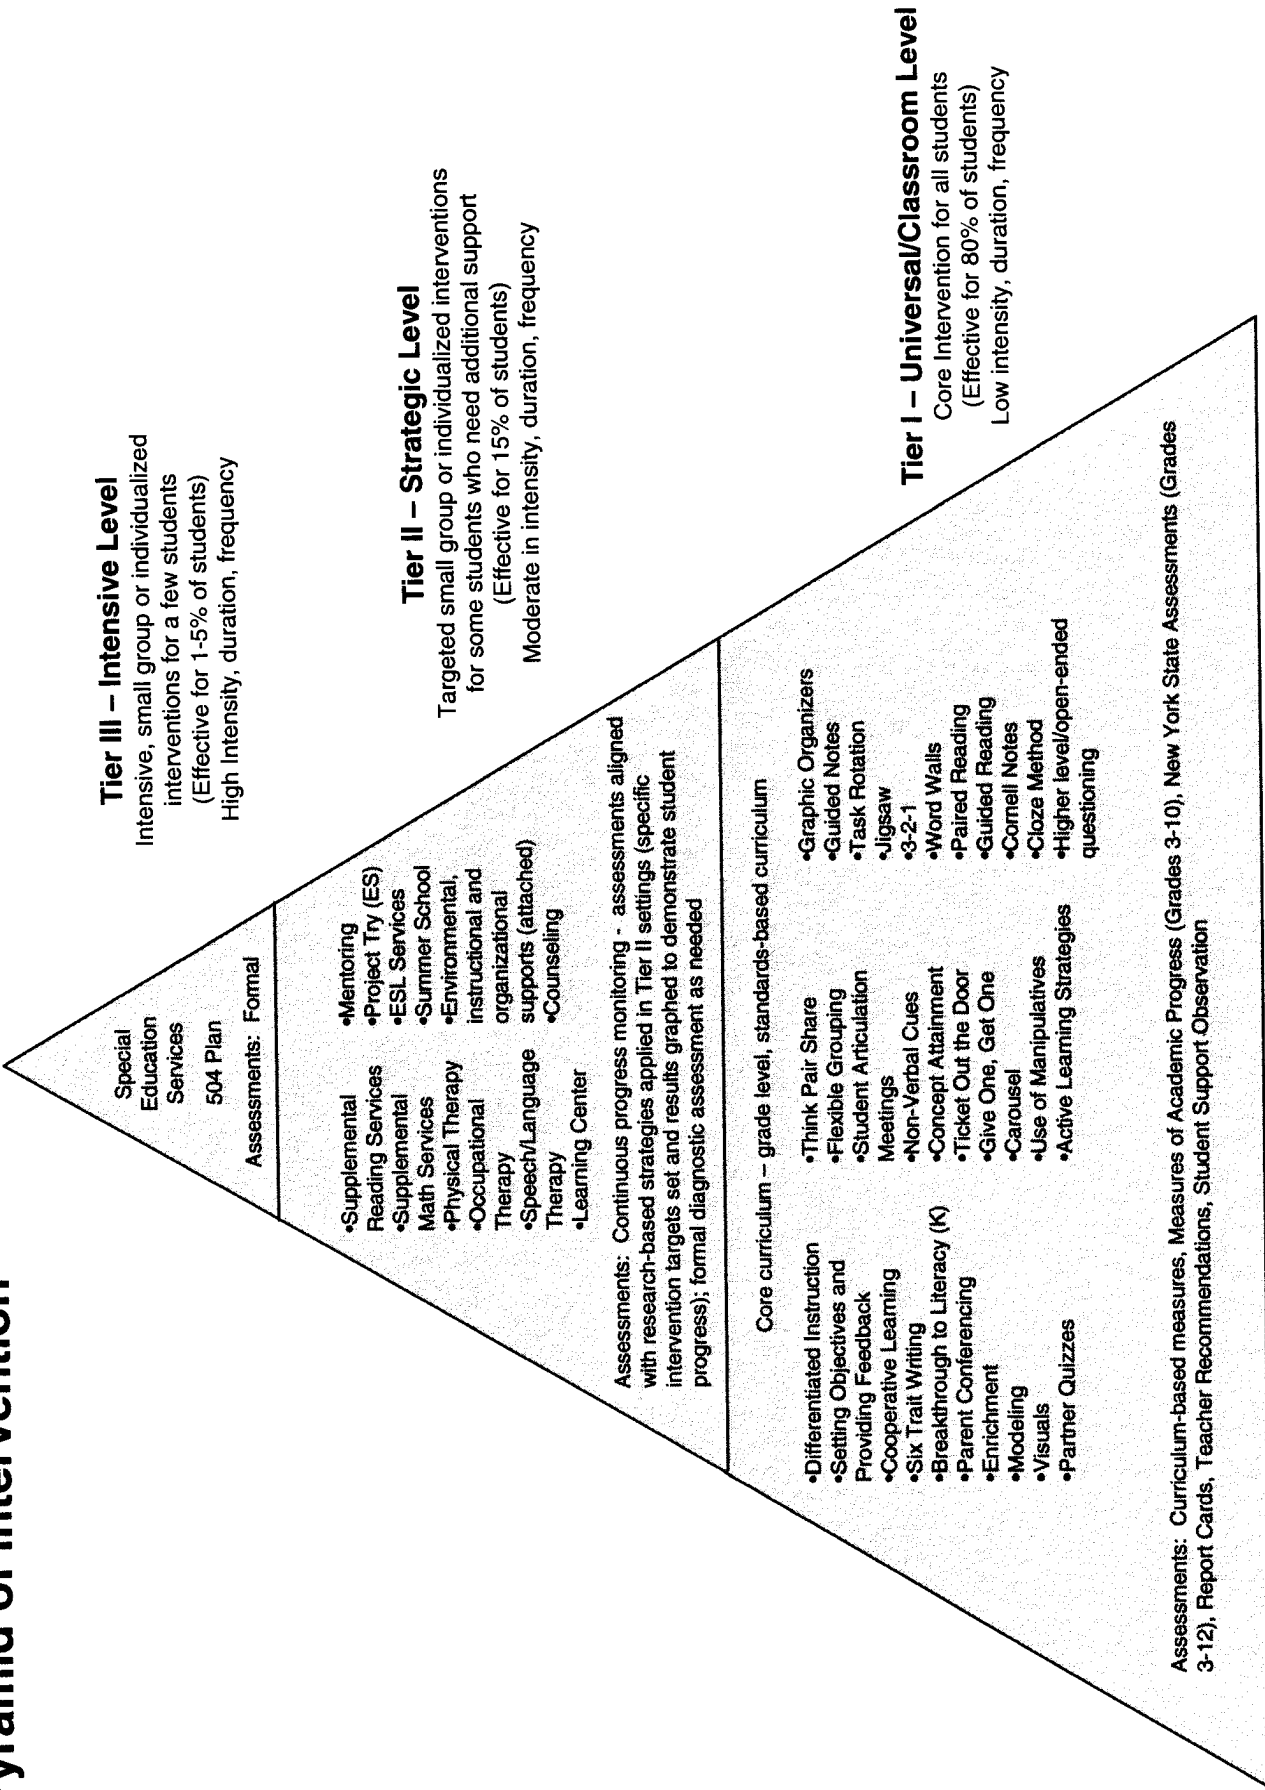 yramid of Intervention
Tier III – Intensive Level
Intensive, small group or individualized
interventions for a few students
(Effective for 1-5% of students)
High Intensity, duration, frequency
Special
Education
Services
504 Plan
Assessments: Formal
Tier II – Strategic Level
Targeted small group or individualized interventions
for some students who need additional support
(Effective for 15% of students)
Moderate in intensity, duration, frequency
•Supplemental
Reading Services
•Supplemental
Math Services
•Physical Therapy
•Occupational
Therapy
•Speech/Language
Therapy
•Learning Center
•Mentoring
•Project Try (ES)
•ESL Services
•Summer School
•Environmental,
instructional and
organizational
supports (attached)
•Counseling
Assessments: Continuous progress monitoring - assessments aligned
with research-based strategies applied in Tier II settings (specific
intervention targets set and results graphed to demonstrate student
progress); formal diagnostic assessment as needed
Tier I – Universal/Classroom Level
Core Intervention for all students
(Effective for 80% of students)
Low intensity, duration, frequency
Core curriculum – grade level, standards-based curriculum
•Differentiated Instruction
•Setting Objectives and
Providing Feedback
•Cooperative Learning
•Six Trait Writing
•Breakthrough to Literacy (K)
•Parent Conferencing
•Enrichment
•Modeling
•Visuals
•Partner Quizzes
•Think Pair Share
•Flexible Grouping
•Student Articulation
Meetings
•Non-Verbal Cues
•Concept Attainment
•Ticket Out the Door
•Give One, Get One
•Carousel
•Use of Manipulatives
•Active Learning Strategies
•Graphic Organizers
•Guided Notes
•Task Rotation
•Jigsaw
•3-2-1
•Word Walls
•Paired Reading
•Guided Reading
•Cornell Notes
•Cloze Method
•Higher level/open-ended
questioning
Assessments: Curriculum-based measures, Measures of Academic Progress (Grades 3-10), New York State Assessments (Grades
3-12), Report Cards, Teacher Recommendations, Student Support Observation